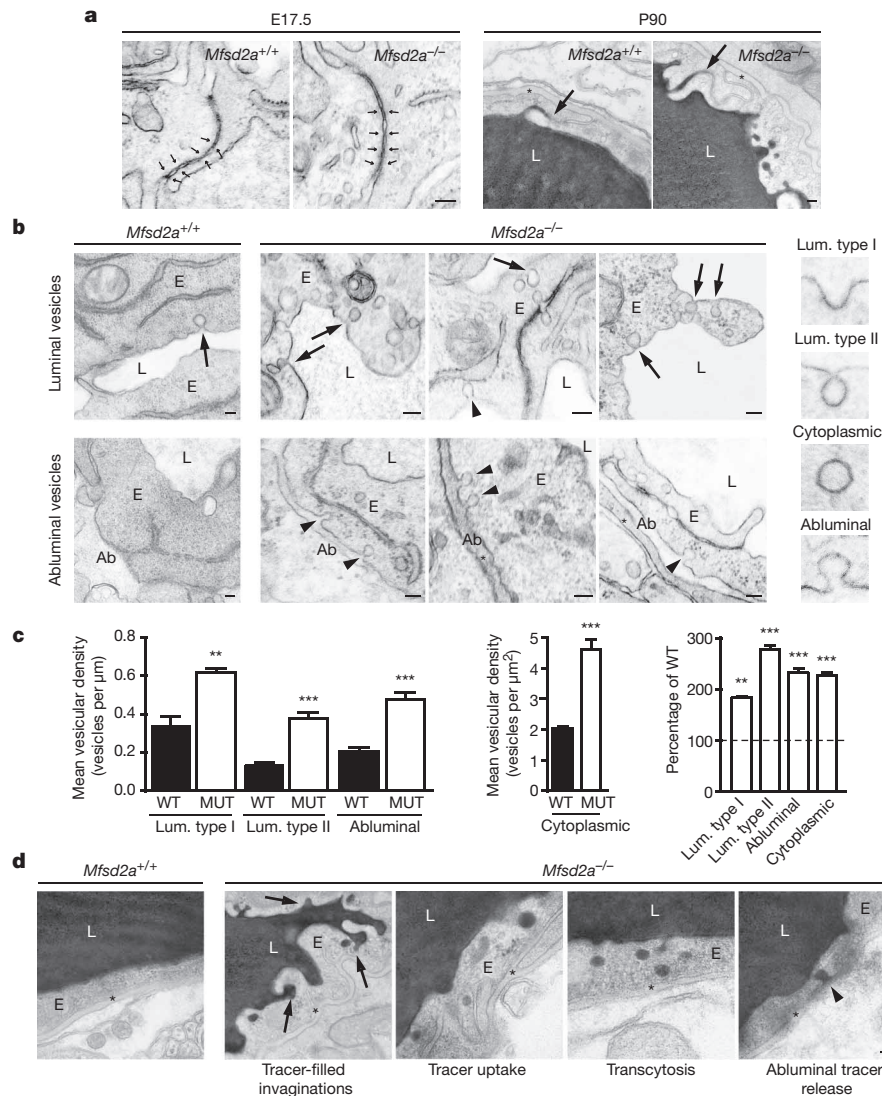 a
E17.5
P90
Mfsd2a+/+
Mfsd2a−/−
Mfsd2a+/+
Mfsd2a−/−
*
*
L
L
b
Mfsd2a+/+
Mfsd2a−/−
Luminal vesicles
E
L
E
E
L
E
L
E
L
Lum. type I
Lum. type II
Cytoplasmic
Abluminal
Abluminal vesicles
L
E
Ab
L
E
Ab
L
E
Ab
*
L
E
Ab
*
c
Mean vesicular density
(vesicles per µm)
0.8
0.6
0.4
0.2
0.0
**
***
***
WT MUT WT MUT WT MUT
Lum. type I Lum. type II Abluminal
Mean vesicular density
(vesicles per µm2)
5
4
3
2
1
0
***
WT MUT
Cytoplasmic
Percentage of WT
300
200
100
0
**
***
***
***
Lum. type I
Lum. type II
Abluminal
Cytoplasmic
d
Mfsd2a+/+
Mfsd2a−/−
L
E
*
L
E
*
L
E
*
L
E
*
L
E
*
Tracer-filled
invaginations
Tracer uptake
Transcytosis
Abluminal tracer
release